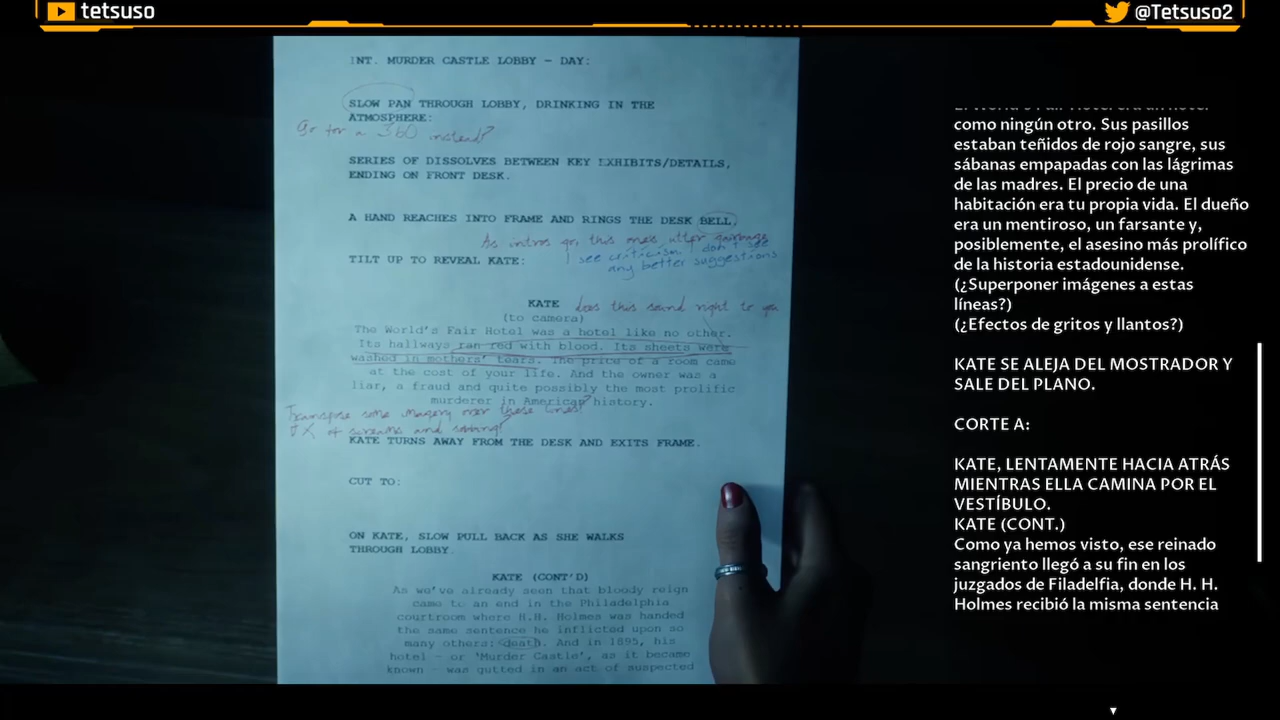 tetsuso
@Tetsuso2
INT. MURDER CASTLE LOBBY – DAY:
SLOW PAN THROUGH LOBBY, DRINKING IN THE
ATMOSPHERE:
Go for a 360 instead?
SERIES OF DISSOLVES BETWEEN KEY EXHIBITS/DETAILS,
ENDING ON FRONT DESK.
A HAND REACHES INTO FRAME AND RINGS THE DESK BELL.
As intros go, this one's utter garbage
I see criticism. don't see
any better suggestions
TILT UP TO REVEAL KATE:
KATE
does this sound right to you
(to camera)
The World's Fair Hotel was a hotel like no other.
Its hallways ran red with blood. Its sheets were
washed in mothers' tears. The price of a room came
at the cost of your life. And the owner was a
liar, a fraud and quite possibly the most prolific
murderer in American history.
Transpose some imagery over these lines?
FX of screams and sobbing?
KATE TURNS AWAY FROM THE DESK AND EXITS FRAME.
CUT TO:
ON KATE, SLOW PULL BACK AS SHE WALKS
THROUGH LOBBY.
KATE (CONT'D)
As we've already seen that bloody reign
came to an end in the Philadelphia
courtroom where H.H. Holmes was handed
the same sentence he inflicted upon so
many others: death. And in 1895, his
hotel – or 'Murder Castle', as it became
known – was gutted in an act of suspected
El World's Fair Hotel era un hotel
como ningún otro. Sus pasillos
estaban teñidos de rojo sangre, sus
sábanas empapadas con las lágrimas
de las madres. El precio de una
habitación era tu propia vida. El dueño
era un mentiroso, un farsante y,
posiblemente, el asesino más prolífico
de la historia estadounidense.
(¿Superponer imágenes a estas
líneas?)
(¿Efectos de gritos y llantos?)
KATE SE ALEJA DEL MOSTRADOR Y
SALE DEL PLANO.
CORTE A:
KATE, LENTAMENTE HACIA ATRÁS
MIENTRAS ELLA CAMINA POR EL
VESTÍBULO.
KATE (CONT.)
Como ya hemos visto, ese reinado
sangriento llegó a su fin en los
juzgados de Filadelfia, donde H. H.
Holmes recibió la misma sentencia